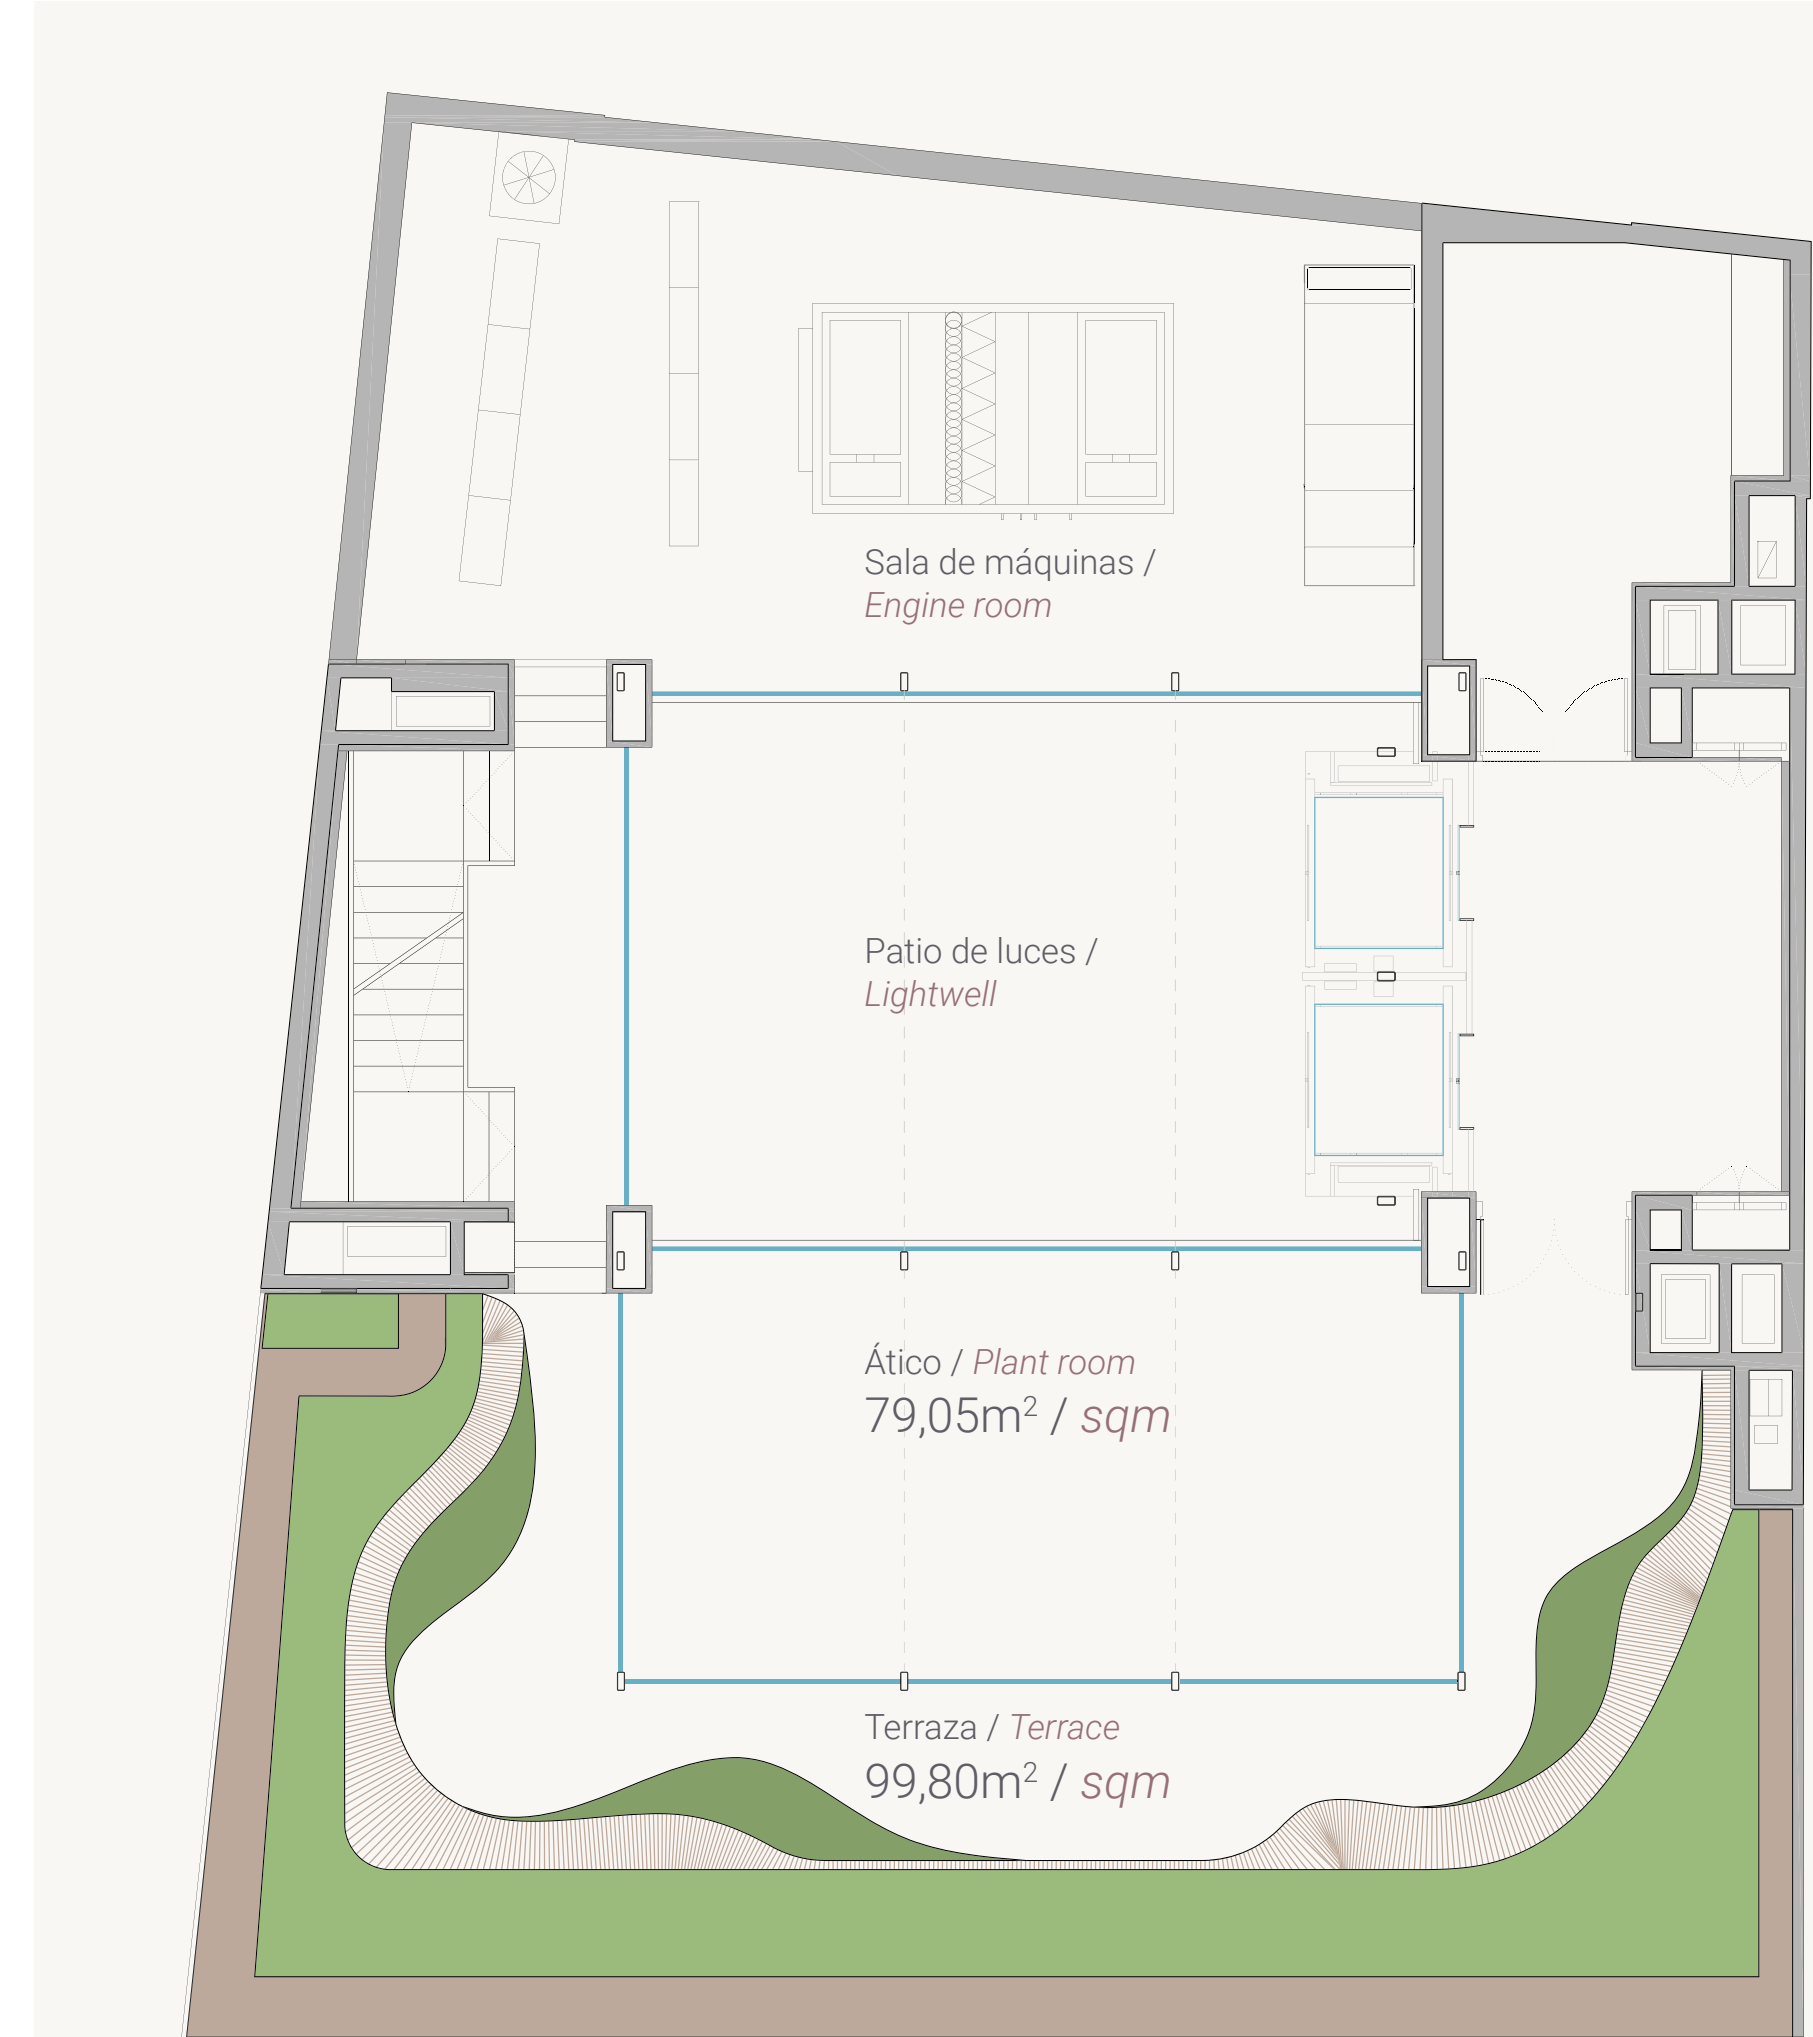 Sala de máquinas /
Engine room
Patio de luces /
Lightwell
Ático / Plant room
79,05m² / sqm
Terraza / Terrace
99,80m² / sqm